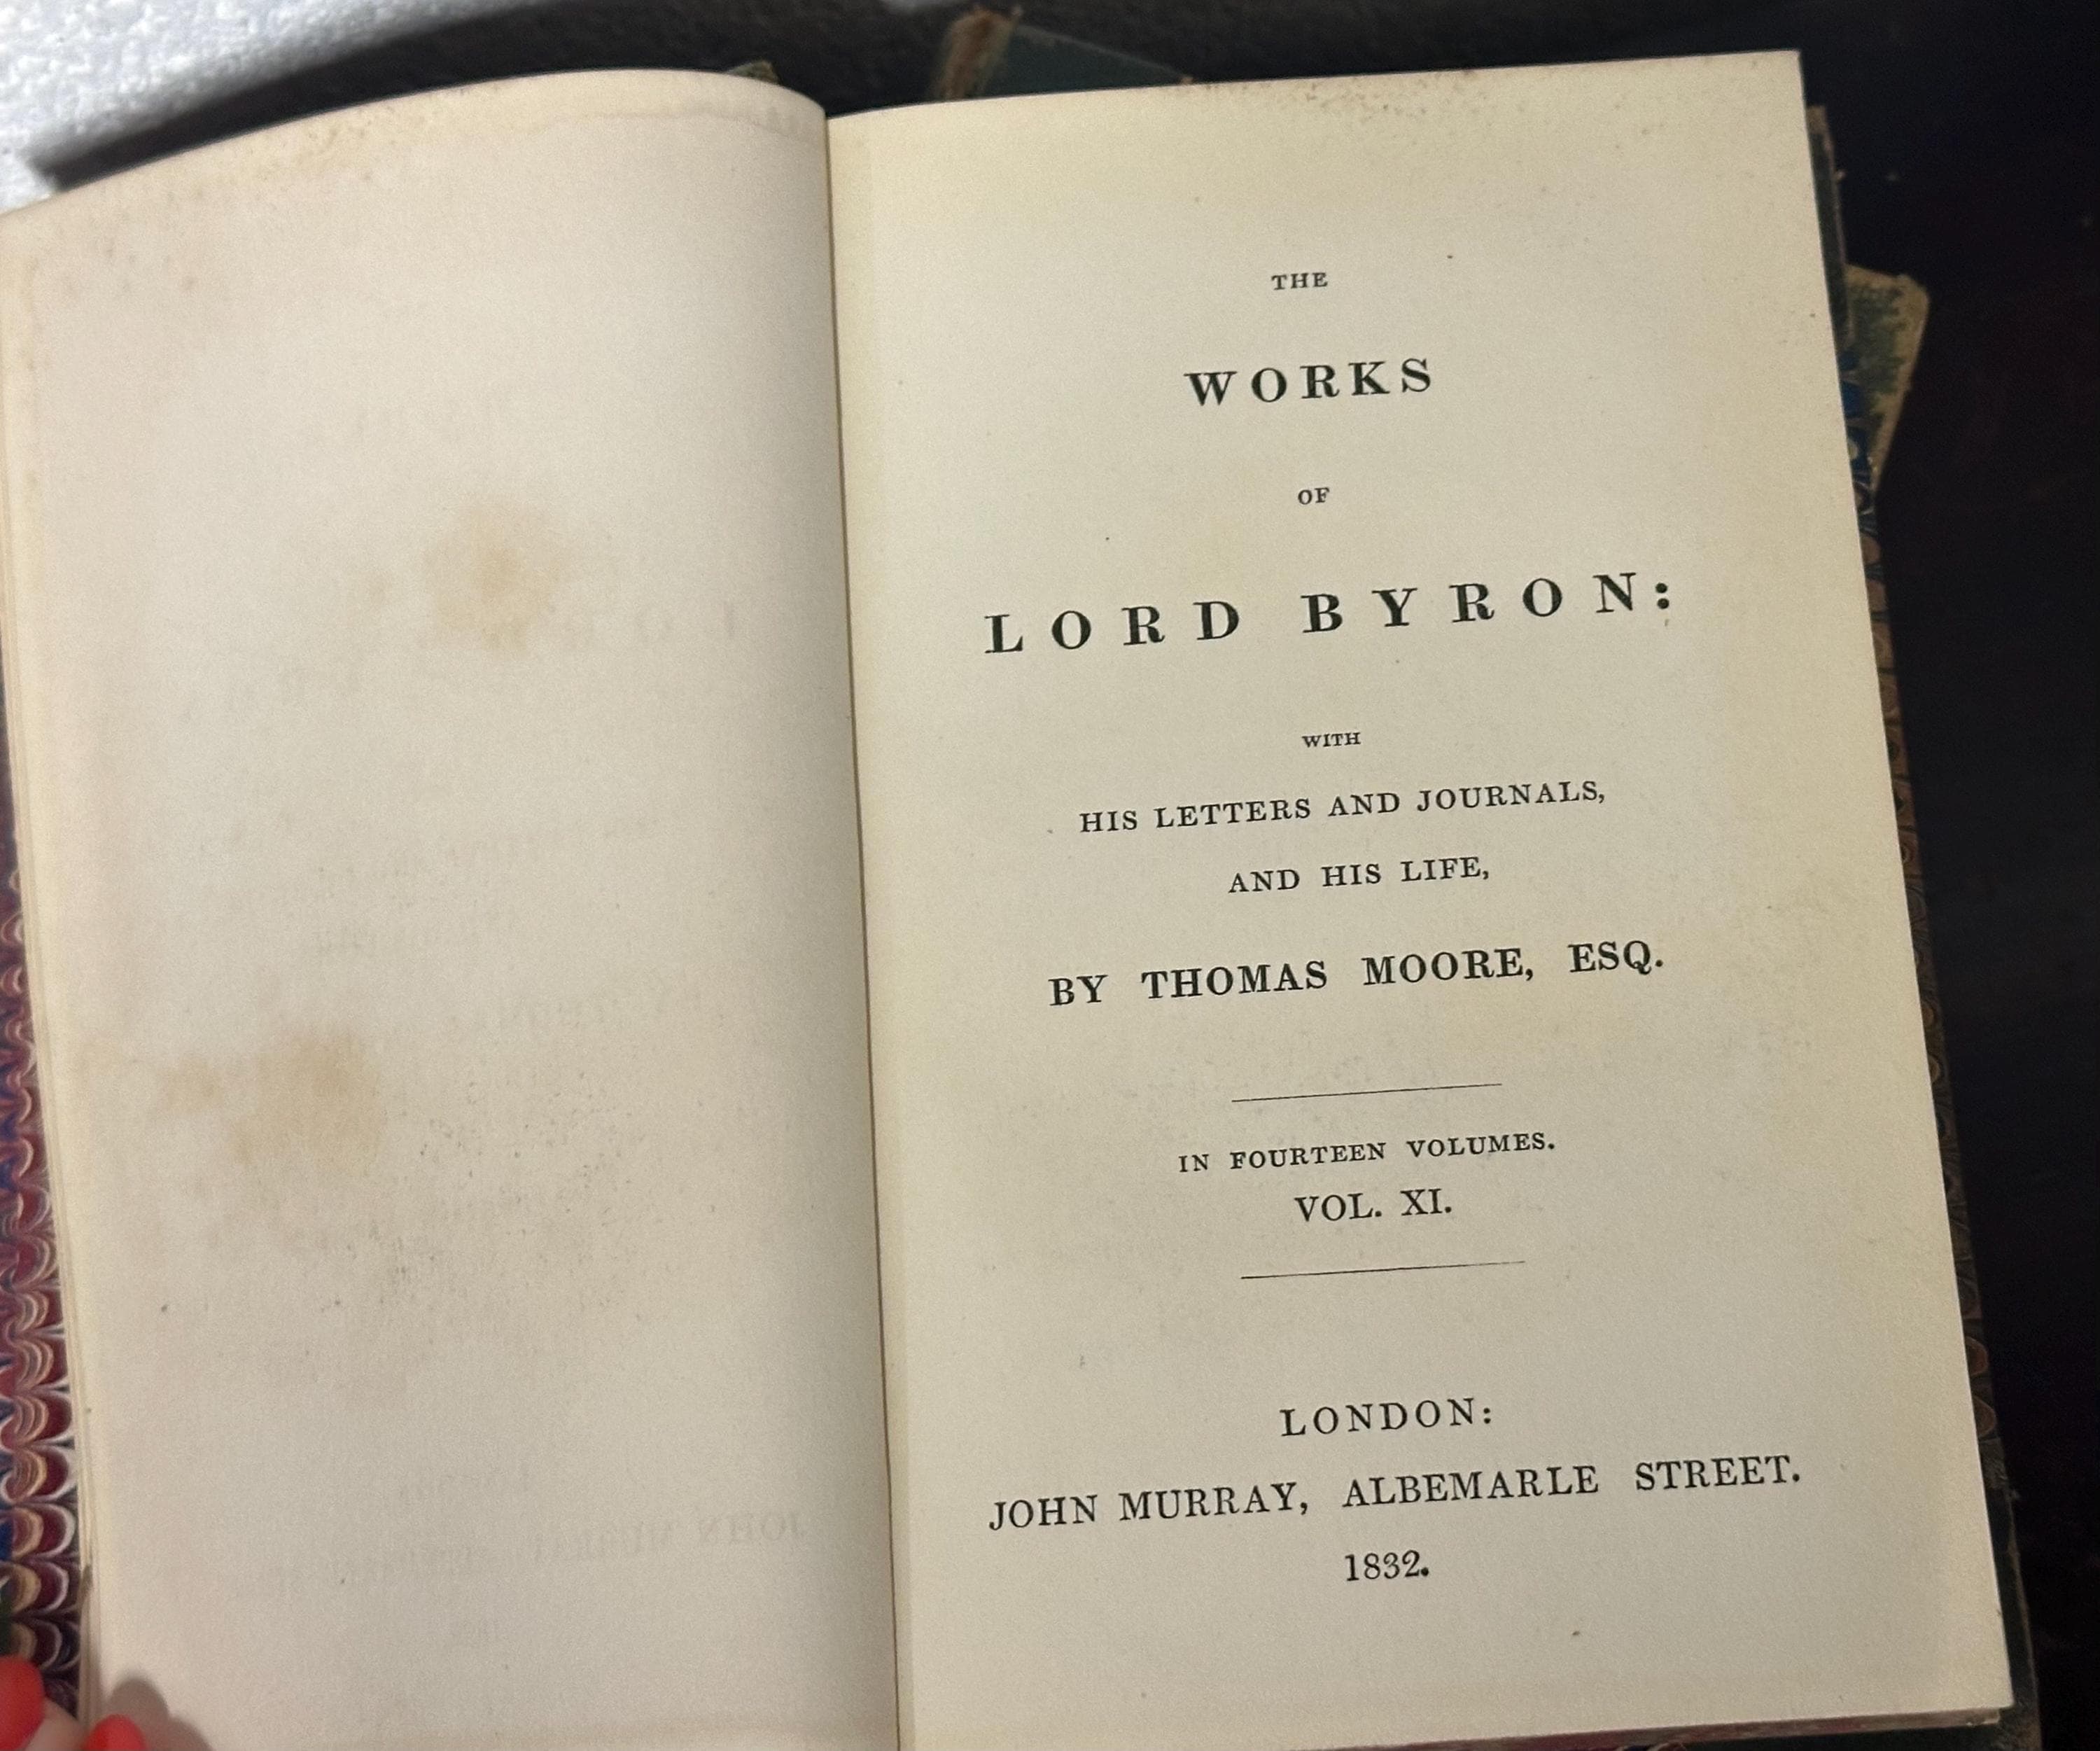 THE
WORKS
OF
LORD BYRON:
WITH
HIS LETTERS AND JOURNALS,
AND HIS LIFE,
BY THOMAS MOORE, ESQ.
IN FOURTEEN VOLUMES.
VOL. XI.
LONDON:
JOHN MURRAY, ALBEMARLE STREET.
1832.